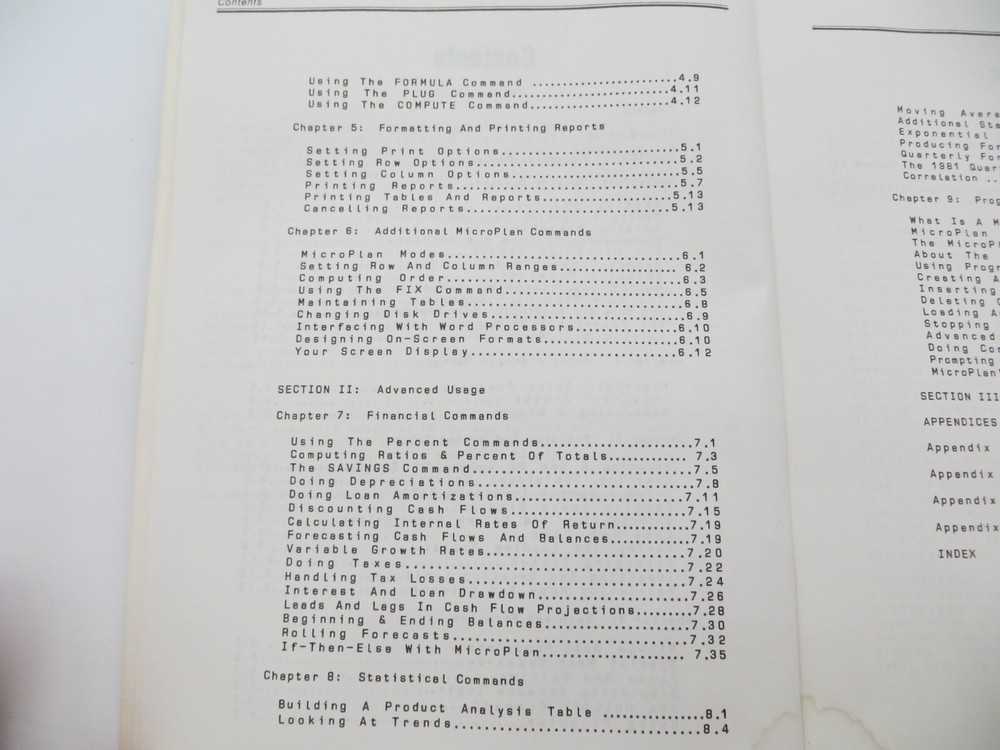 Contents
Using The FORMULA Command ..........................4.9
Using The PLUG Command..........................4.11
Using The COMPUTE Command......................4.12
Chapter 5: Formatting And Printing Reports
Setting Print Options..........................5.1
Setting Row Options............................5.2
Setting Column Options.........................5.5
Printing Reports...............................5.7
Printing Tables And Reports...................5.13
Cancelling Reports............................5.13
Chapter 6: Additional MicroPlan Commands
MicroPlan Modes................................6.1
Setting Row And Column Ranges................. 6.2
Computing Order................................6.3
Using The FIX Command..........................6.5
Maintaining Tables.............................6.8
Changing Disk Drives...........................6.9
Interfacing With Word Processors..............6.10
Designing On-Screen Formats...................6.10
Your Screen Display...........................6.12
SECTION II: Advanced Usage
Chapter 7: Financial Commands
Using The Percent Commands.....................7.1
Computing Ratios & Percent Of Totals........... 7.3
The SAVINGS Command............................7.5
Doing Depreciations............................7.8
Doing Loan Amortizations......................7.11
Discounting Cash Flows........................7.15
Calculating Internal Rates Of Return..........7.19
Forecasting Cash Flows And Balances...........7.19
Variable Growth Rates.........................7.20
Doing Taxes...................................7.22
Handling Tax Losses...........................7.24
Interest And Loan Drawdown....................7.26
Leads And Lags In Cash Flow Projections.......7.28
Beginning & Ending Balances...................7.30
Rolling Forecasts.............................7.32
If-Then-Else With MicroPlan................... 7.35
Chapter 8: Statistical Commands
Building A Product Analysis Table .............8.1
Looking At Trends..............................8.4
Moving Avera
Additional Sta
Exponential
Producing For
Quarterly For
The 1981 Quar
Correlation ..
Chapter 9: Prog
What Is A M
MicroPlan
The MicroPl
About The
Using Progr
Creating A
Inserting
Deleting
Loading A
Stopping
Advanced
Doing Con
Prompting
MicroPlan'
SECTION III
APPENDICES
Appendix
Appendix
Appendix
Appendix
INDEX